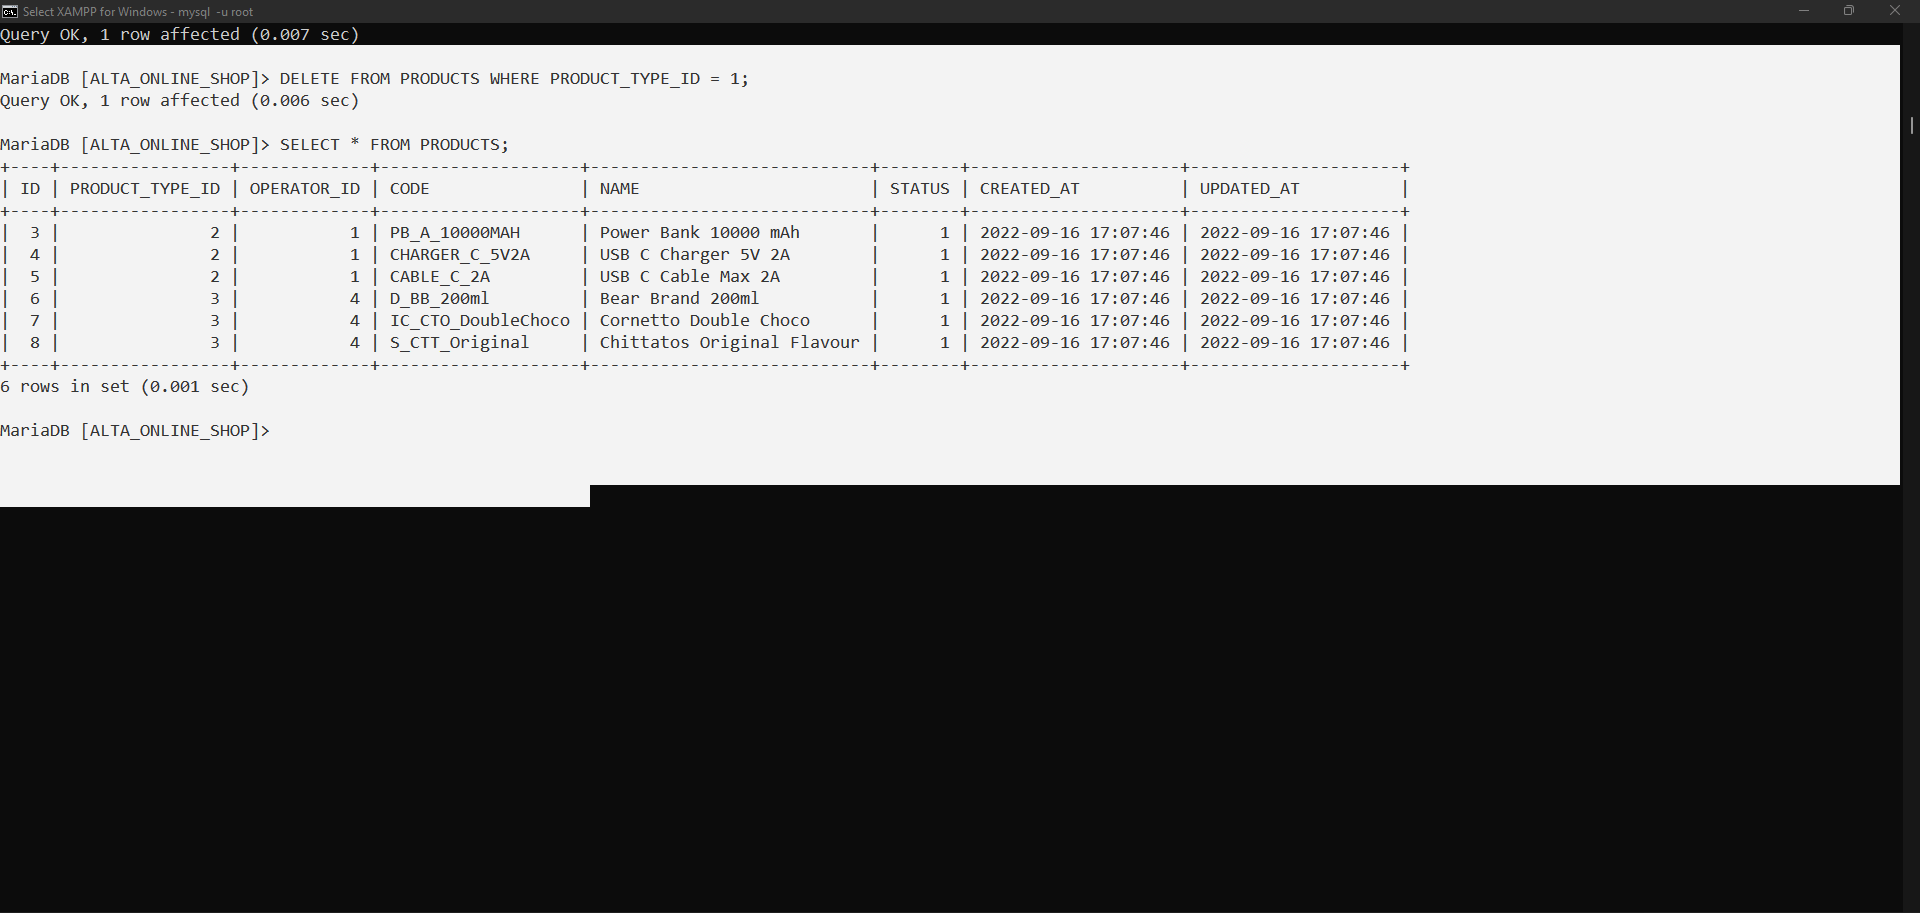 Select XAMPP for Windows - mysql  -u root
Query OK, 1 row affected (0.007 sec)
MariaDB [ALTA_ONLINE_SHOP]> DELETE FROM PRODUCTS WHERE PRODUCT_TYPE_ID = 1;
Query OK, 1 row affected (0.006 sec)
MariaDB [ALTA_ONLINE_SHOP]> SELECT * FROM PRODUCTS;
+----+-----------------+-------------+--------------------+----------------------------+--------+---------------------+---------------------+
| ID | PRODUCT_TYPE_ID | OPERATOR_ID | CODE               | NAME                       | STATUS | CREATED_AT          | UPDATED_AT          |
+----+-----------------+-------------+--------------------+----------------------------+--------+---------------------+---------------------+
|  3 |               2 |           1 | PB_A_10000MAH      | Power Bank 10000 mAh       |      1 | 2022-09-16 17:07:46 | 2022-09-16 17:07:46 |
|  4 |               2 |           1 | CHARGER_C_5V2A     | USB C Charger 5V 2A        |      1 | 2022-09-16 17:07:46 | 2022-09-16 17:07:46 |
|  5 |               2 |           1 | CABLE_C_2A         | USB C Cable Max 2A         |      1 | 2022-09-16 17:07:46 | 2022-09-16 17:07:46 |
|  6 |               3 |           4 | D_BB_200ml         | Bear Brand 200ml           |      1 | 2022-09-16 17:07:46 | 2022-09-16 17:07:46 |
|  7 |               3 |           4 | IC_CTO_DoubleChoco | Cornetto Double Choco      |      1 | 2022-09-16 17:07:46 | 2022-09-16 17:07:46 |
|  8 |               3 |           4 | S_CTT_Original     | Chittatos Original Flavour |      1 | 2022-09-16 17:07:46 | 2022-09-16 17:07:46 |
+----+-----------------+-------------+--------------------+----------------------------+--------+---------------------+---------------------+
6 rows in set (0.001 sec)
MariaDB [ALTA_ONLINE_SHOP]>